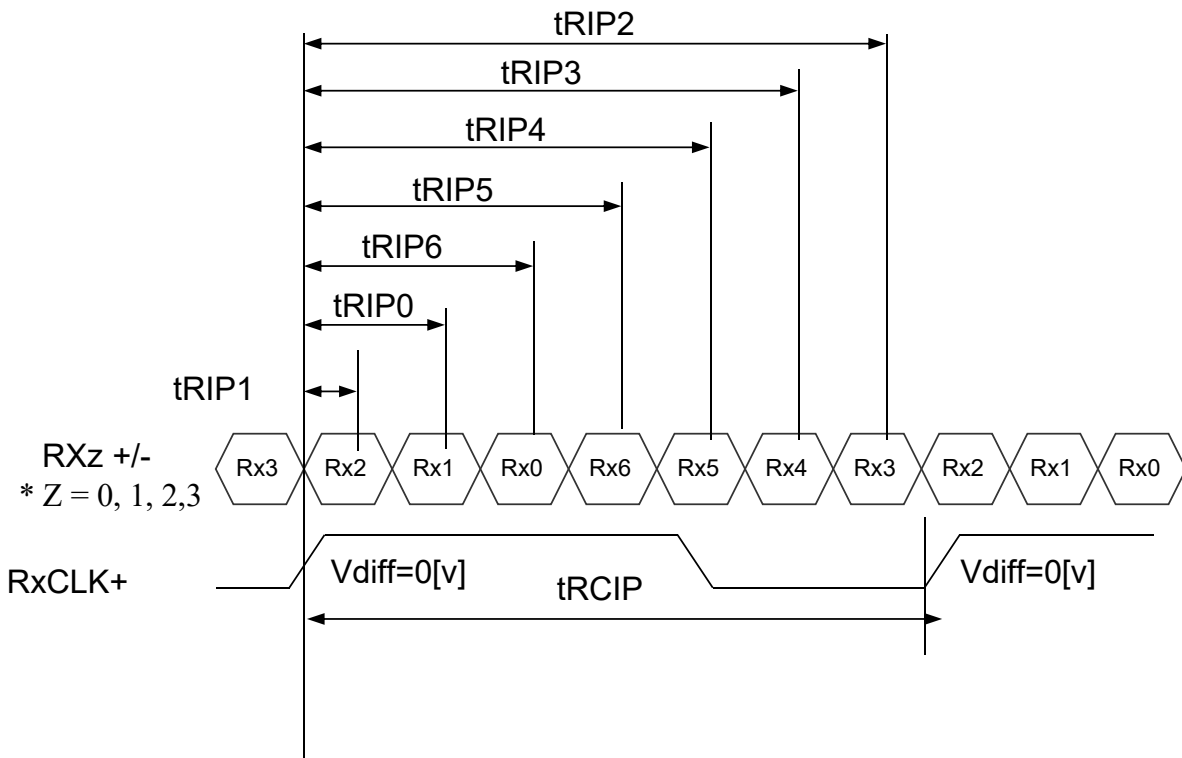 tRIP2
tRIP3
tRIP4
tRIP5
tRIP6
tRIP0
tRIP1
RXz +/-
* Z = 0, 1, 2,3
Rx3 Rx2 Rx1 Rx0 Rx6 Rx5 Rx4 Rx3 Rx2 Rx1 Rx0
RxCLK+
Vdiff=0[v]
tRCIP
Vdiff=0[v]